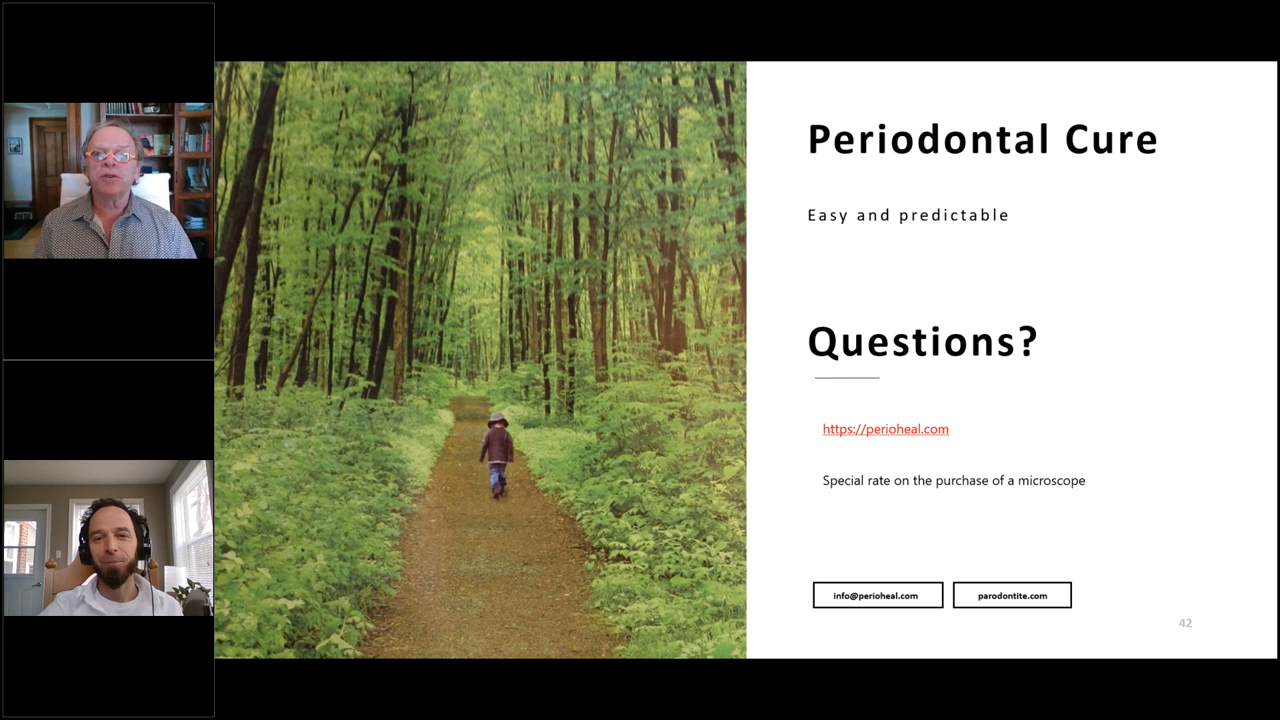 Periodontal Cure
Easy and predictable
Questions?
https://perioheal.com
Special rate on the purchase of a microscope
info@perioheal.com
parodontite.com
42